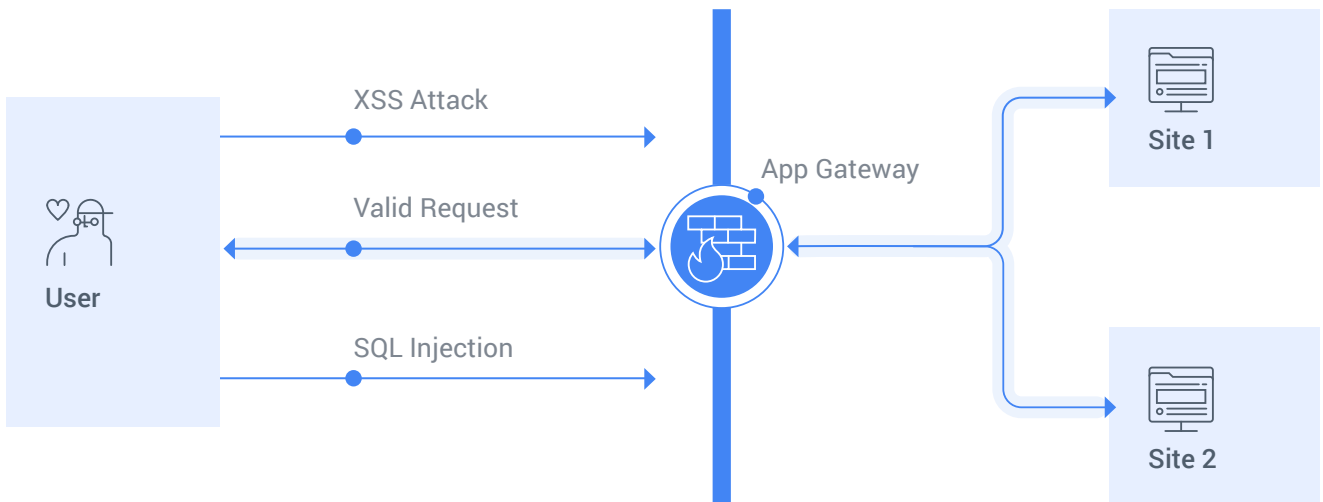 XSS Attack
Valid Request
SQL Injection
User
App Gateway
Site 1
Site 2